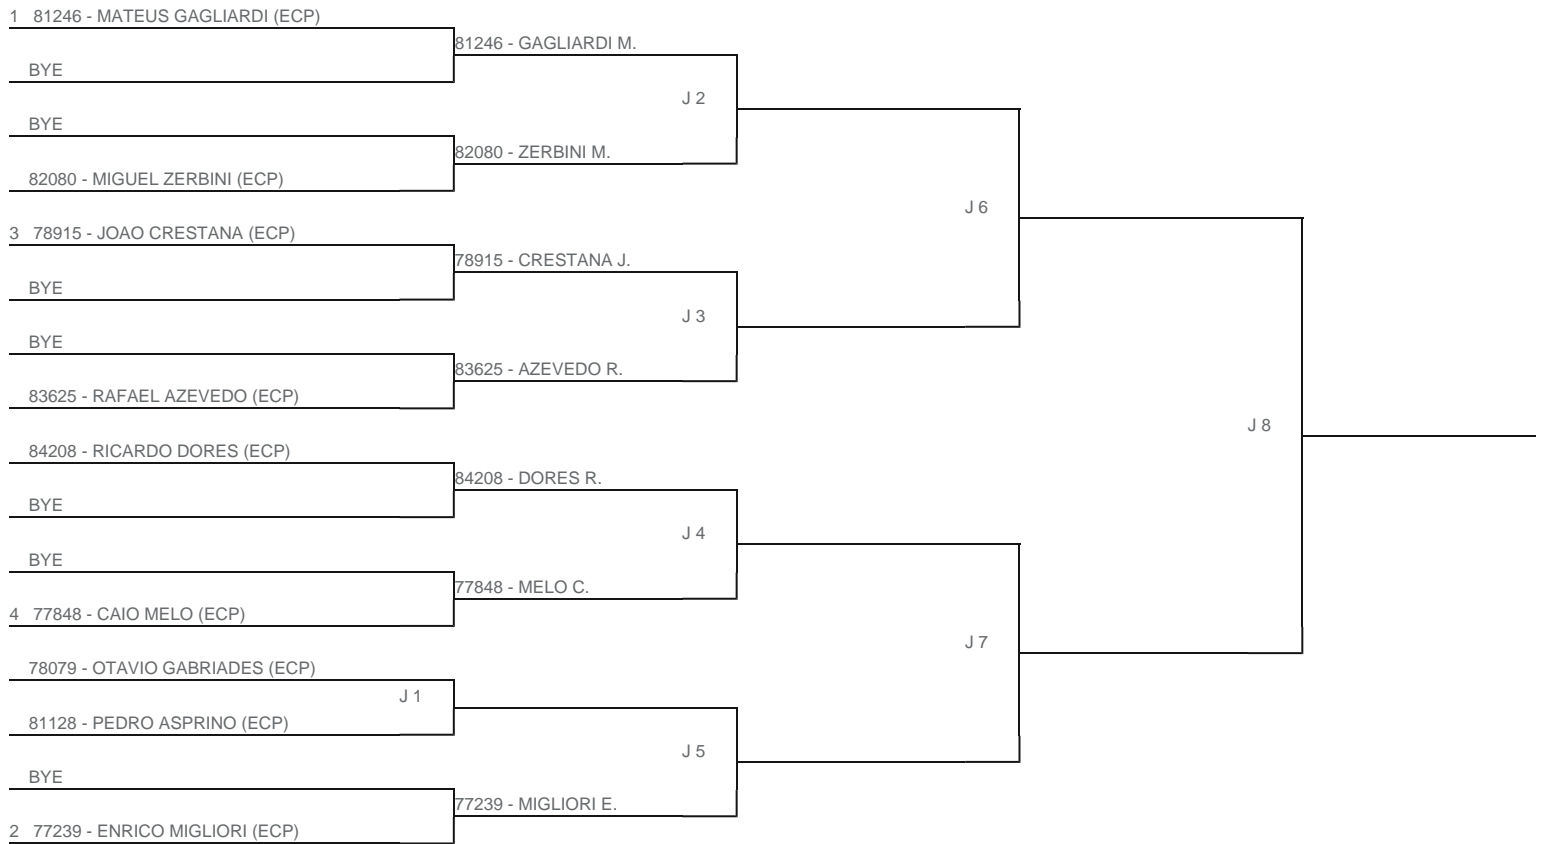 1 81246 - MATEUS GAGLIARDI (ECP)
81246 - GAGLIARDI M.
BYE
J 2
BYE
82080 - ZERBINI M.
82080 - MIGUEL ZERBINI (ECP)
J 6
3 78915 - JOAO CRESTANA (ECP)
78915 - CRESTANA J.
BYE
J 3
BYE
83625 - AZEVEDO R.
83625 - RAFAEL AZEVEDO (ECP)
J 8
84208 - RICARDO DORES (ECP)
84208 - DORES R.
BYE
J 4
BYE
77848 - MELO C.
4 77848 - CAIO MELO (ECP)
J 7
78079 - OTAVIO GABRIADES (ECP)
J 1
81128 - PEDRO ASPRINO (ECP)
J 5
BYE
77239 - MIGLIORI E.
2 77239 - ENRICO MIGLIORI (ECP)